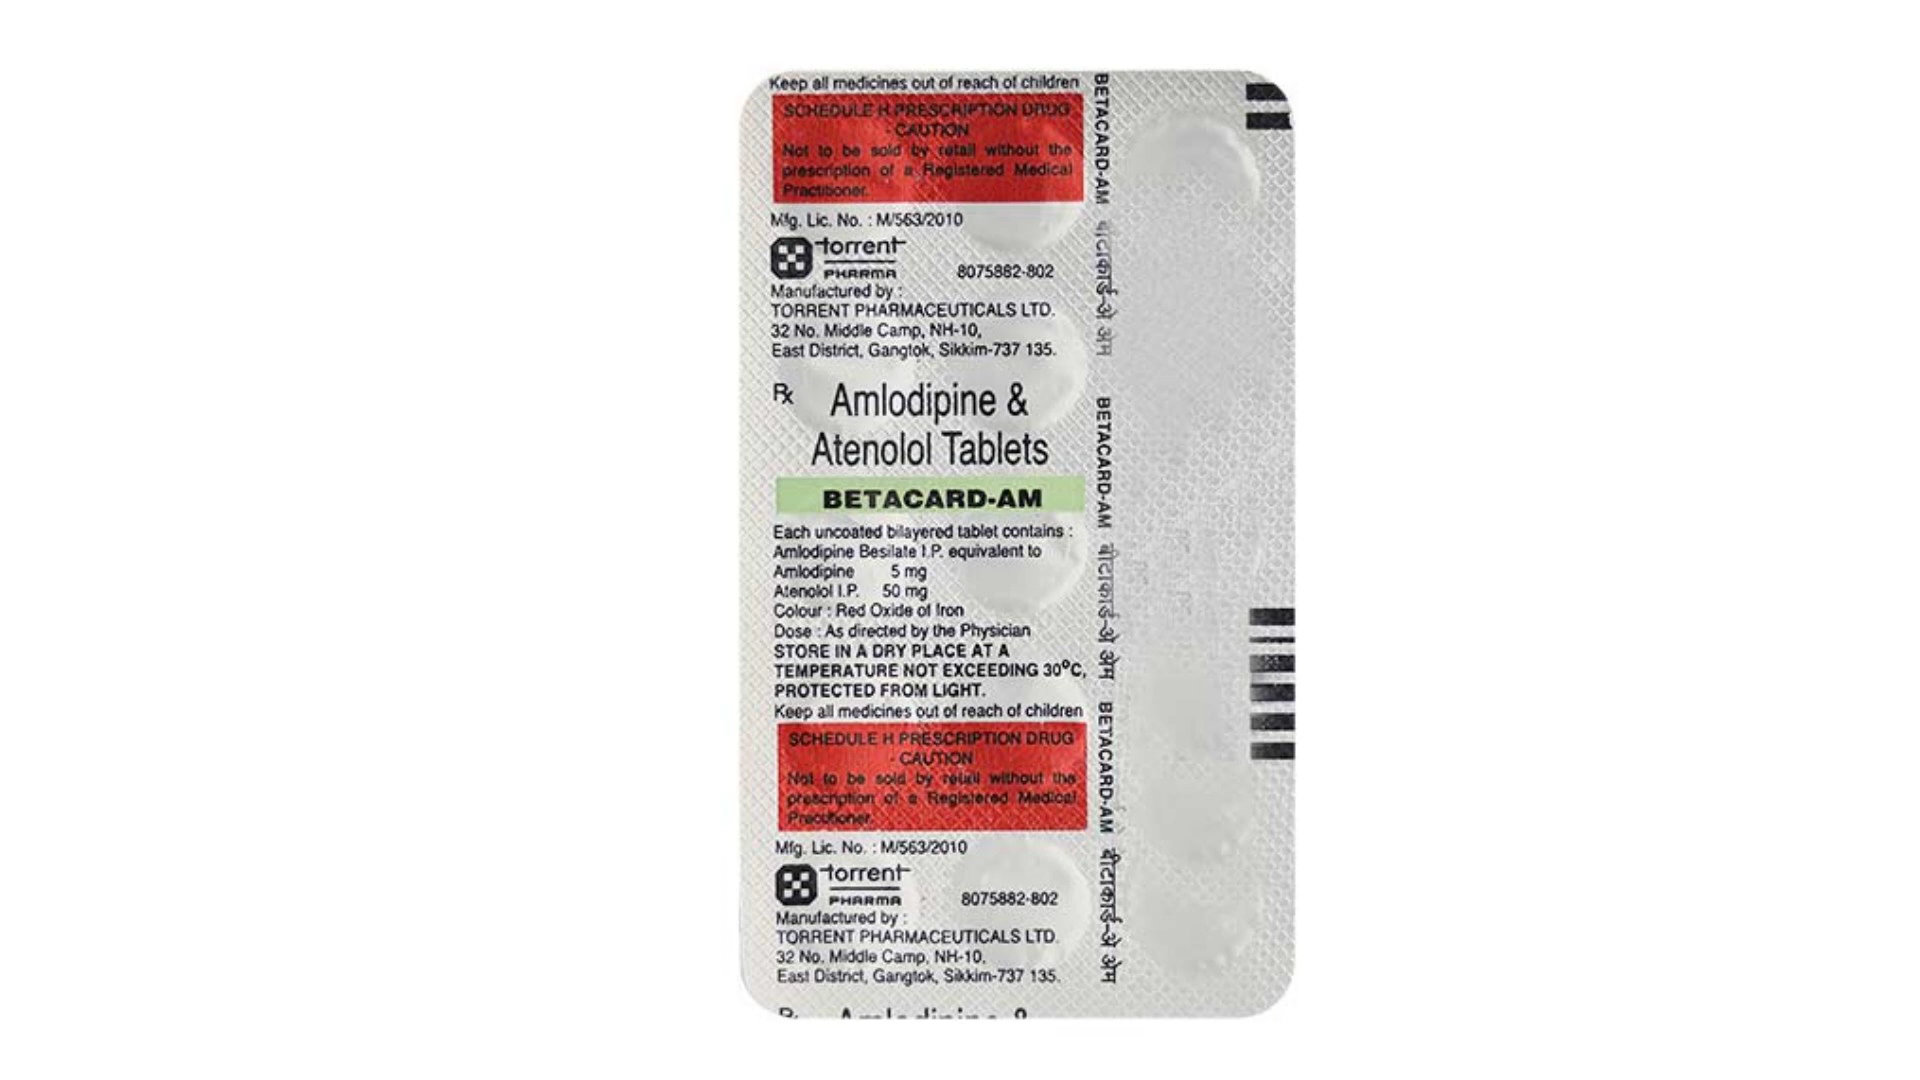 Keep all medicines out of reach of children
SCHEDULE H PRESCRIPTION DRUG
- CAUTION
Not to be sold by retail without the
prescription of a Registered Medical
Practitioner.
Mfg. Lic. No. : M/563/2010
torrent
PHARMA
8075882-802
Manufactured by :
TORRENT PHARMACEUTICALS LTD.
32 No. Middle Camp, NH-10,
East District, Gangtok, Sikkim-737 135.
Rx Amlodipine &
Atenolol Tablets
BETACARD-AM
Each uncoated bilayered tablet contains :
Amlodipine Besilate I.P. equivalent to
Amlodipine 5 mg
Atenolol I.P. 50 mg
Colour : Red Oxide of Iron
Dose : As directed by the Physician
STORE IN A DRY PLACE AT A
TEMPERATURE NOT EXCEEDING 30°C,
PROTECTED FROM LIGHT.
Keep all medicines out of reach of children
SCHEDULE H PRESCRIPTION DRUG
- CAUTION
Not to be sold by retail without the
prescription of a Registered Medical
Practitioner.
Mfg. Lic. No. : M/563/2010
torrent
PHARMA
8075882-802
Manufactured by :
TORRENT PHARMACEUTICALS LTD.
32 No. Middle Camp, NH-10,
East District, Gangtok, Sikkim-737 135.
Amlodipine &
BETACARD-AM बीटाकार्ड-अे अेम BETACARD-AM बीटाकार्ड-अे अेम BETACARD-AM बीटाकार्ड-अे अेम